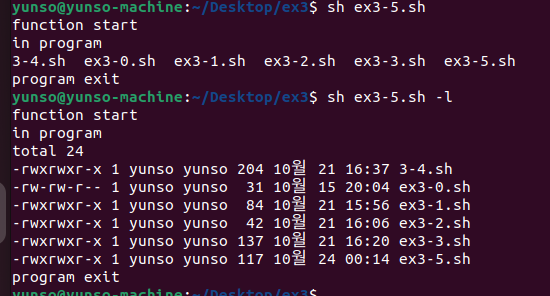 yunso@yunso-machine:~/Desktop/ex3$ sh ex3-5.sh
function start
in program
3-4.sh  ex3-0.sh  ex3-1.sh  ex3-2.sh  ex3-3.sh  ex3-5.sh
program exit
yunso@yunso-machine:~/Desktop/ex3$ sh ex3-5.sh -l
function start
in program
total 24
-rwxrwxr-x 1 yunso yunso 204 10월 21 16:37 3-4.sh
-rw-rw-r-- 1 yunso yunso  31 10월 15 20:04 ex3-0.sh
-rwxrwxr-x 1 yunso yunso  84 10월 21 15:56 ex3-1.sh
-rwxrwxr-x 1 yunso yunso  42 10월 21 16:06 ex3-2.sh
-rwxrwxr-x 1 yunso yunso 137 10월 21 16:20 ex3-3.sh
-rwxrwxr-x 1 yunso yunso 117 10월 24 00:14 ex3-5.sh
program exit
yunso@yunso-machine:~/Desktop/ex3$